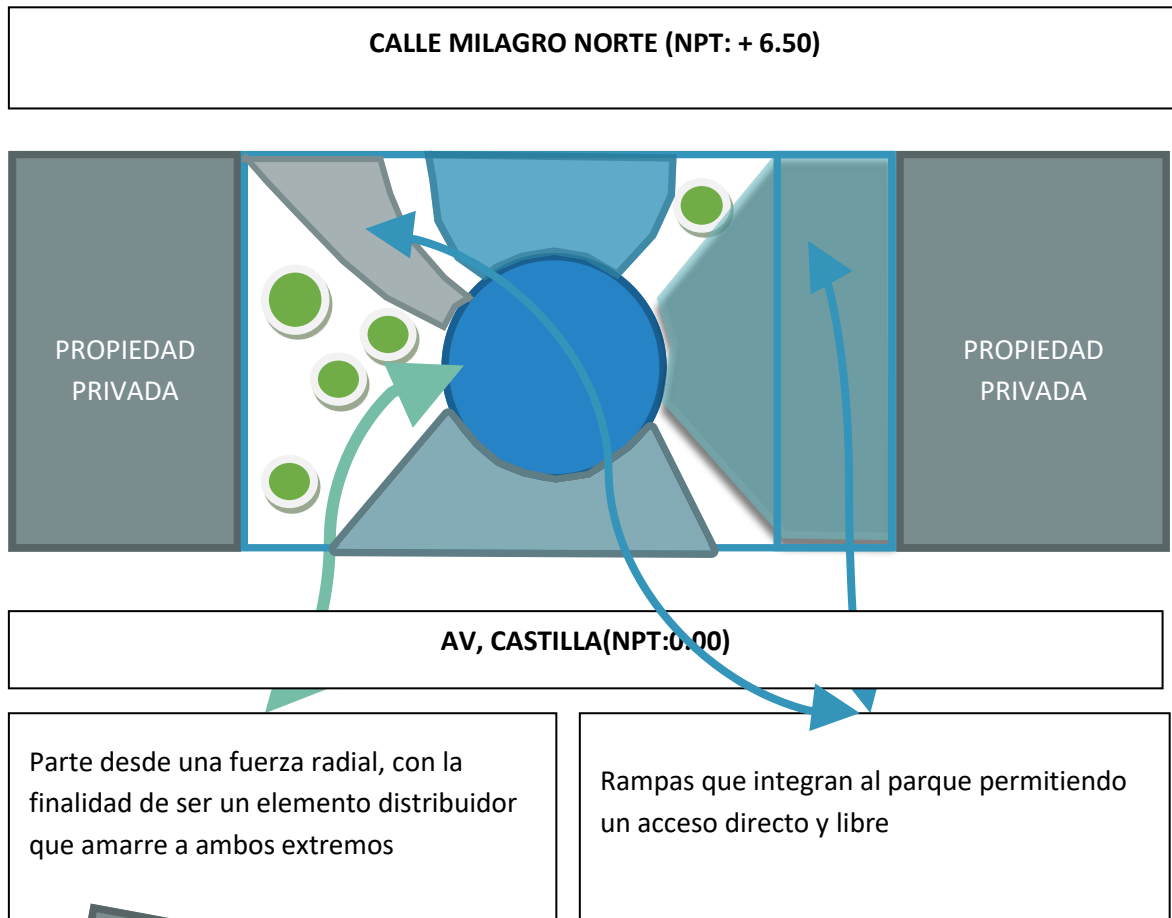 CALLE MILAGRO NORTE (NPT: + 6.50)
PROPIEDAD
PRIVADA
PROPIEDAD
PRIVADA
AV, CASTILLA(NPT:0.00)
Parte desde una fuerza radial, con la
finalidad de ser un elemento distribuidor
que amarre a ambos extremos
Rampas que integran al parque permitiendo
un acceso directo y libre